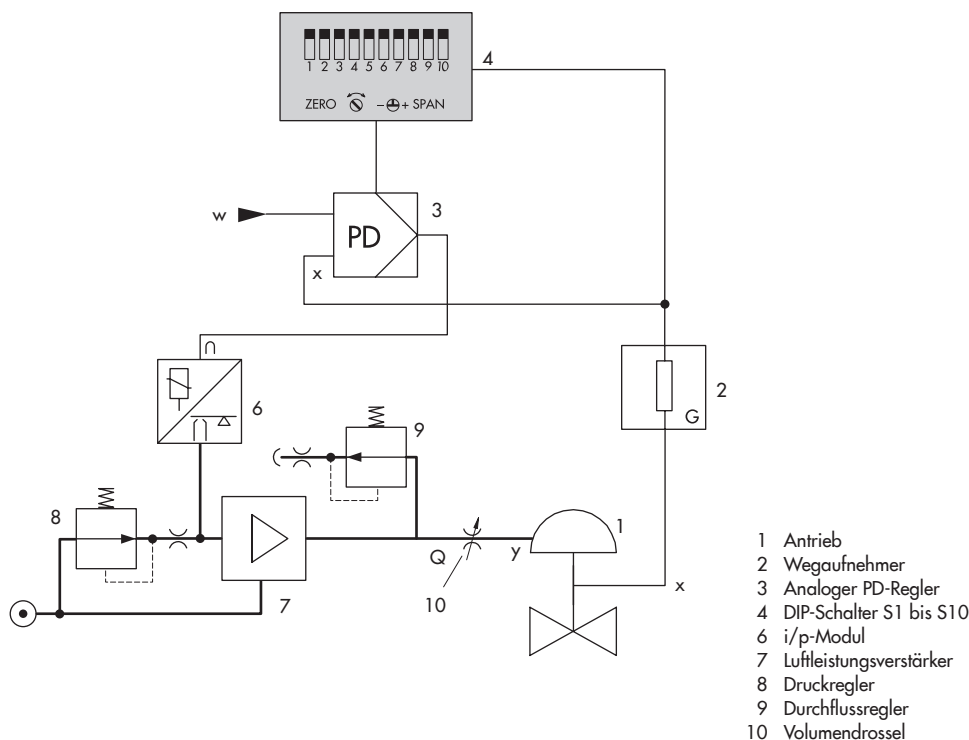 1 2 3 4 5 6 7 8 9 10
ZERO - + SPAN
4
w
PD
3
x
2
G
6
9
8
7
Q
10
y
1
x
1 Antrieb
2 Wegaufnehmer
3 Analoger PD-Regler
4 DIP-Schalter S1 bis S10
6 i/p-Modul
7 Luftleistungsverstärker
8 Druckregler
9 Durchflussregler
10 Volumendrossel